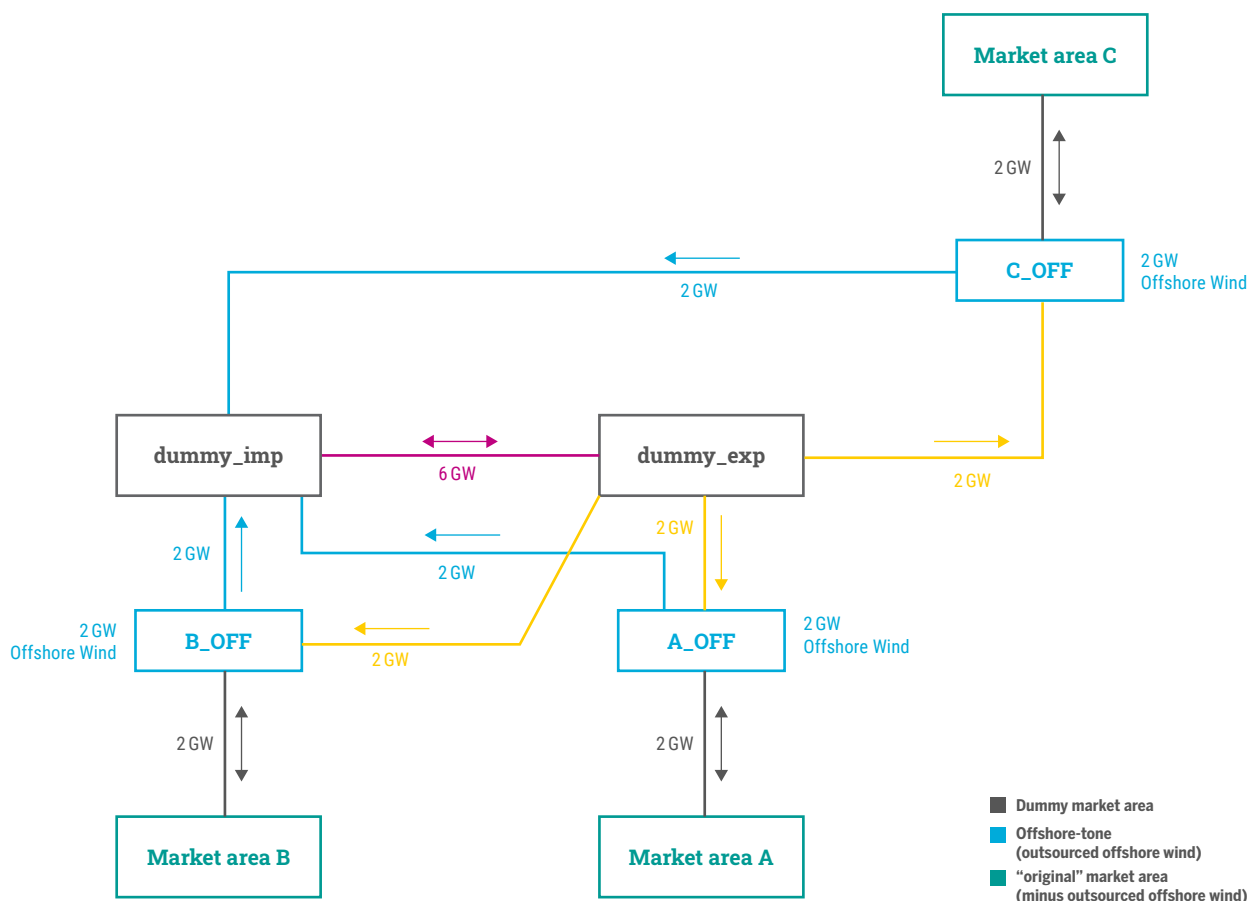 Market area C
2 GW
C_OFF
2 GW
Offshore Wind
2 GW
dummy_imp
6 GW
dummy_exp
2 GW
2 GW
2 GW
2 GW
2 GW
Offshore Wind
B_OFF
2 GW
A_OFF
2 GW
Offshore Wind
2 GW
2 GW
Market area B
Market area A
Dummy market area
Offshore-tone
(outsourced offshore wind)
“original” market area
(minus outsourced offshore wind)